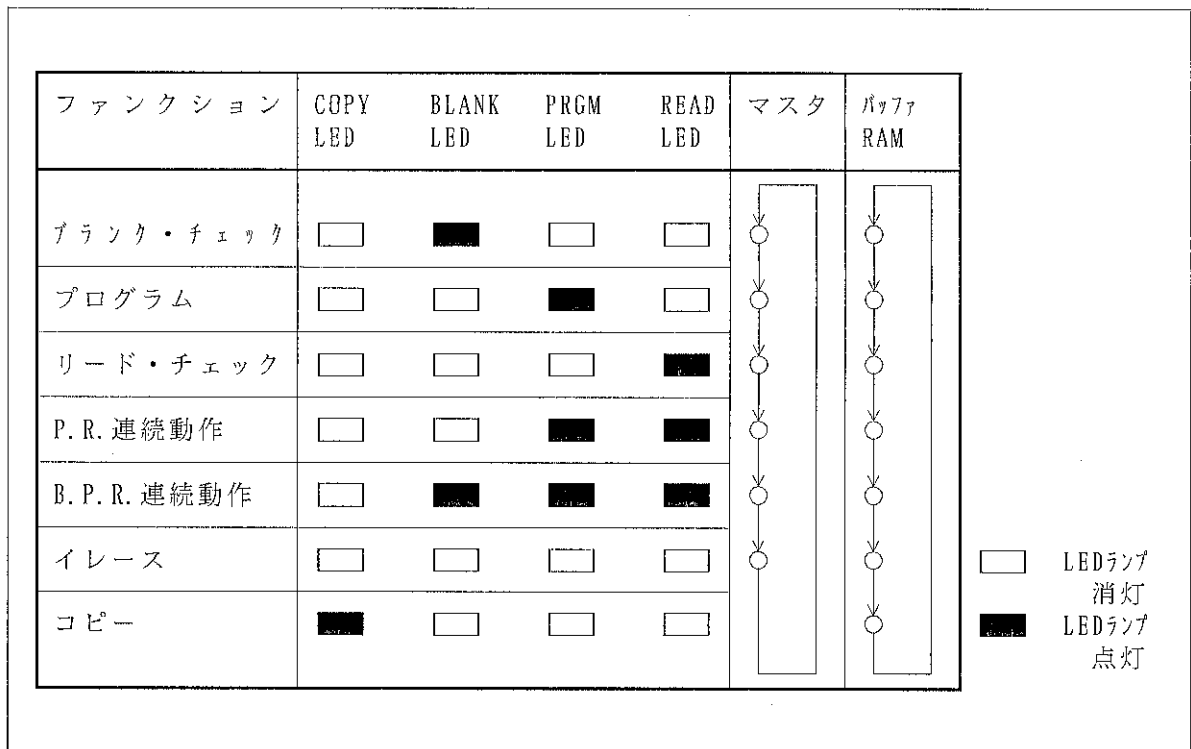 ファンクション COPY LED BLANK LED PRGM LED READ LED マスタ バッファ RAM
ブランク・チェック
プログラム
リード・チェック
P.R.連続動作
B.P.R.連続動作
イレース
コピー
LEDランプ
消灯
LEDランプ
点灯